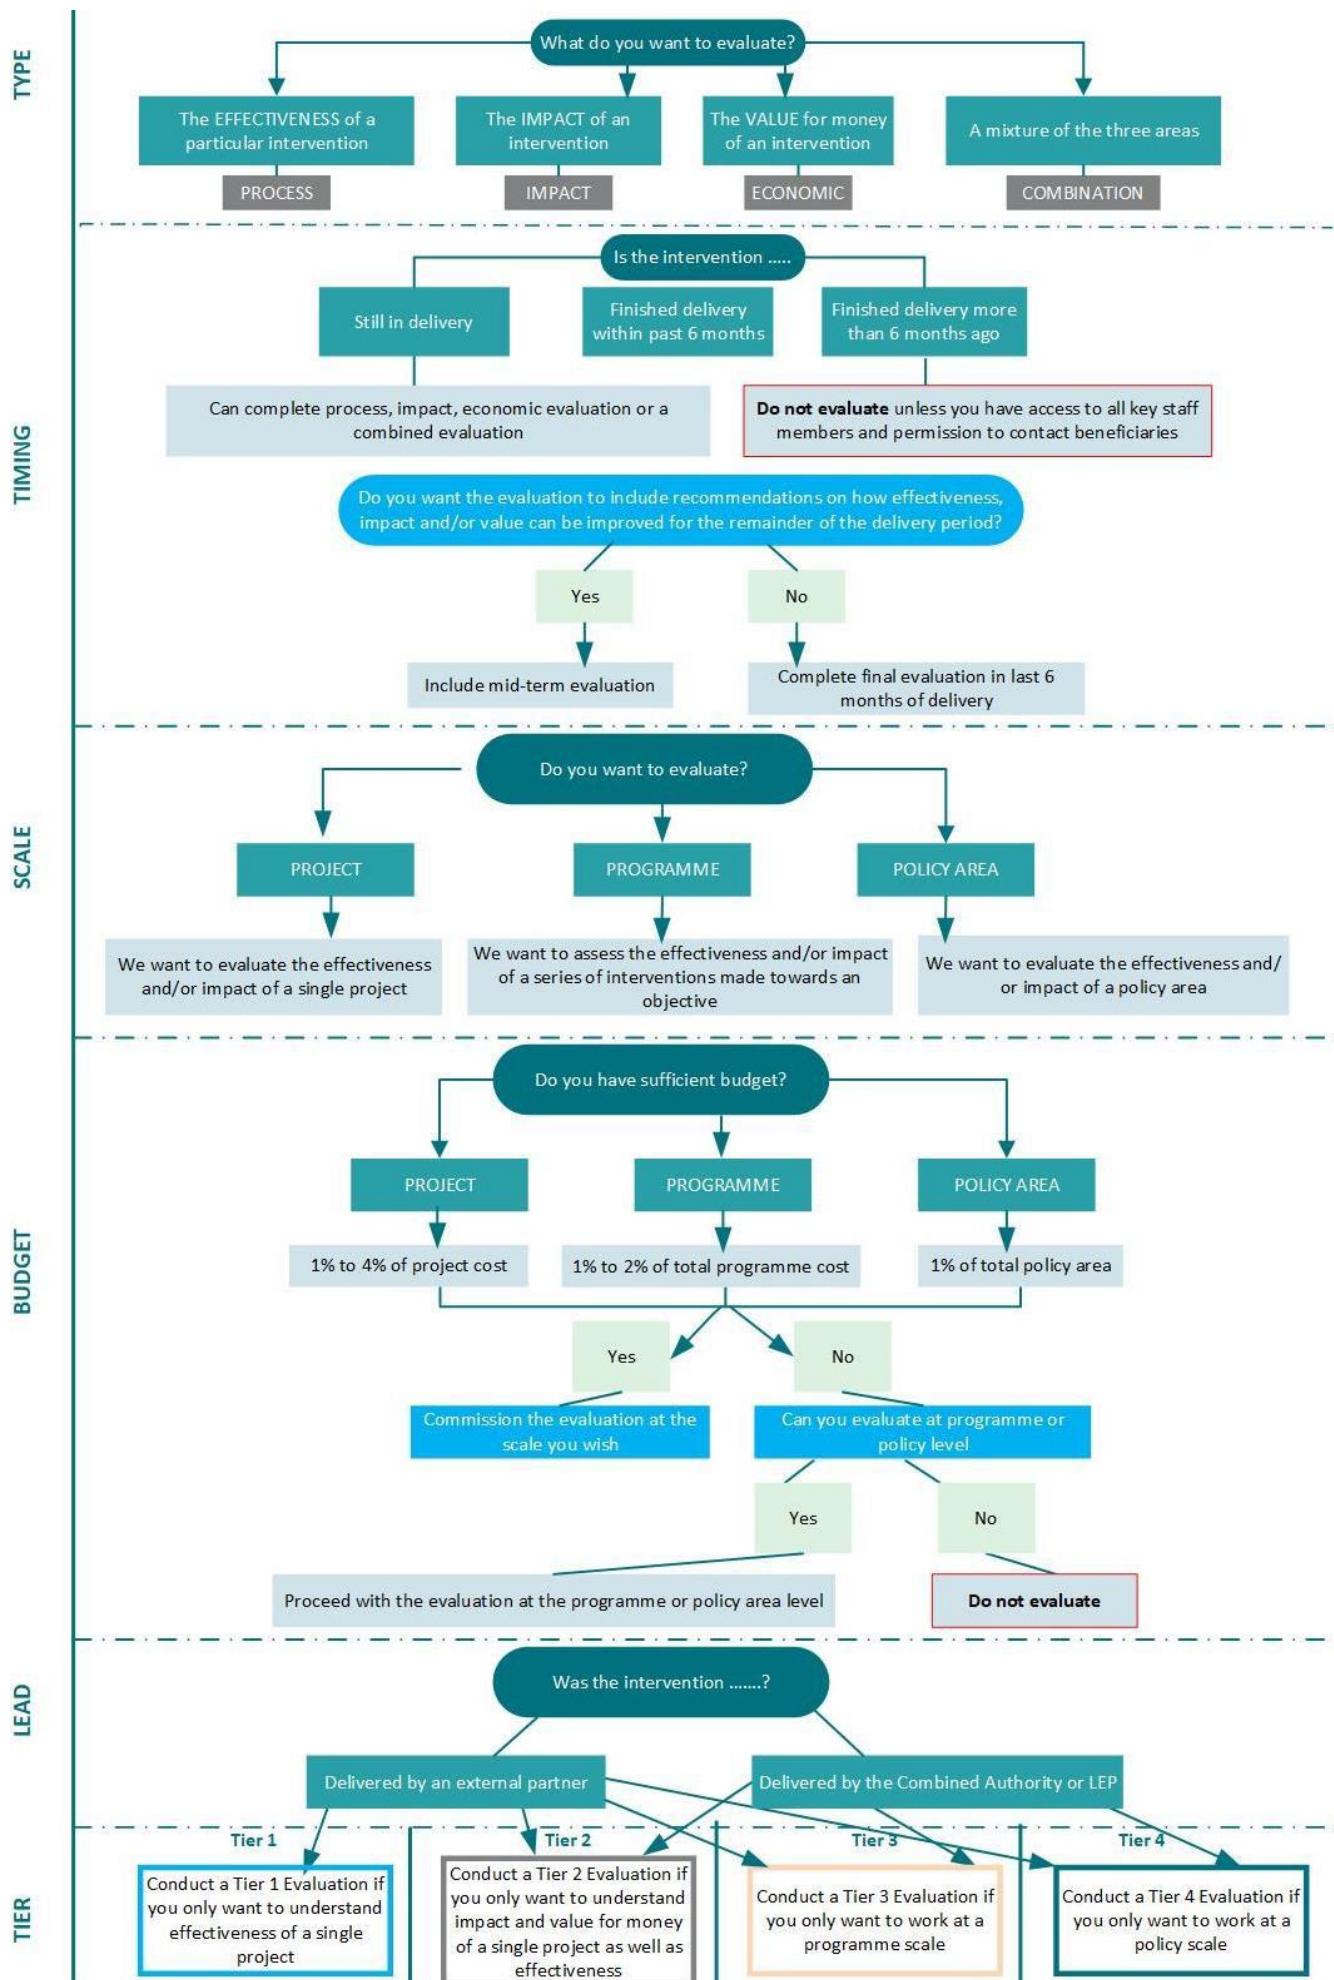 TYPE
What do you want to evaluate?
The EFFECTIVENESS of a
particular intervention
The IMPACT of an
intervention
The VALUE for money
of an intervention
A mixture of the three areas
PROCESS
IMPACT
ECONOMIC
COMBINATION
TIMING
Is the intervention .....
Still in delivery
Finished delivery
within past 6 months
Finished delivery more
than 6 months ago
Can complete process, impact, economic evaluation or a
combined evaluation
Do not evaluate unless you have access to all key staff
members and permission to contact beneficiaries
Do you want the evaluation to include recommendations on how effectiveness,
impact and/or value can be improved for the remainder of the delivery period?
Yes
No
Include mid-term evaluation
Complete final evaluation in last 6
months of delivery
SCALE
Do you want to evaluate?
PROJECT
PROGRAMME
POLICY AREA
We want to evaluate the effectiveness
and/or impact of a single project
We want to assess the effectiveness and/or impact
of a series of interventions made towards an
objective
We want to evaluate the effectiveness and/
or impact of a policy area
BUDGET
Do you have sufficient budget?
PROJECT
PROGRAMME
POLICY AREA
1% to 4% of project cost
1% to 2% of total programme cost
1% of total policy area
Yes
No
Commission the evaluation at the
scale you wish
Can you evaluate at programme or
policy level
Yes
No
Proceed with the evaluation at the programme or policy area level
Do not evaluate
LEAD
Was the intervention .......?
Delivered by an external partner
Delivered by the Combined Authority or LEP
TIER
Tier 1
Tier 2
Tier 3
Tier 4
Conduct a Tier 1 Evaluation if
you only want to understand
effectiveness of a single
project
Conduct a Tier 2 Evaluation if
you only want to understand
impact and value for money
of a single project as well as
effectiveness
Conduct a Tier 3 Evaluation if
you only want to work at a
programme scale
Conduct a Tier 4 Evaluation if
you only want to work at a
policy scale